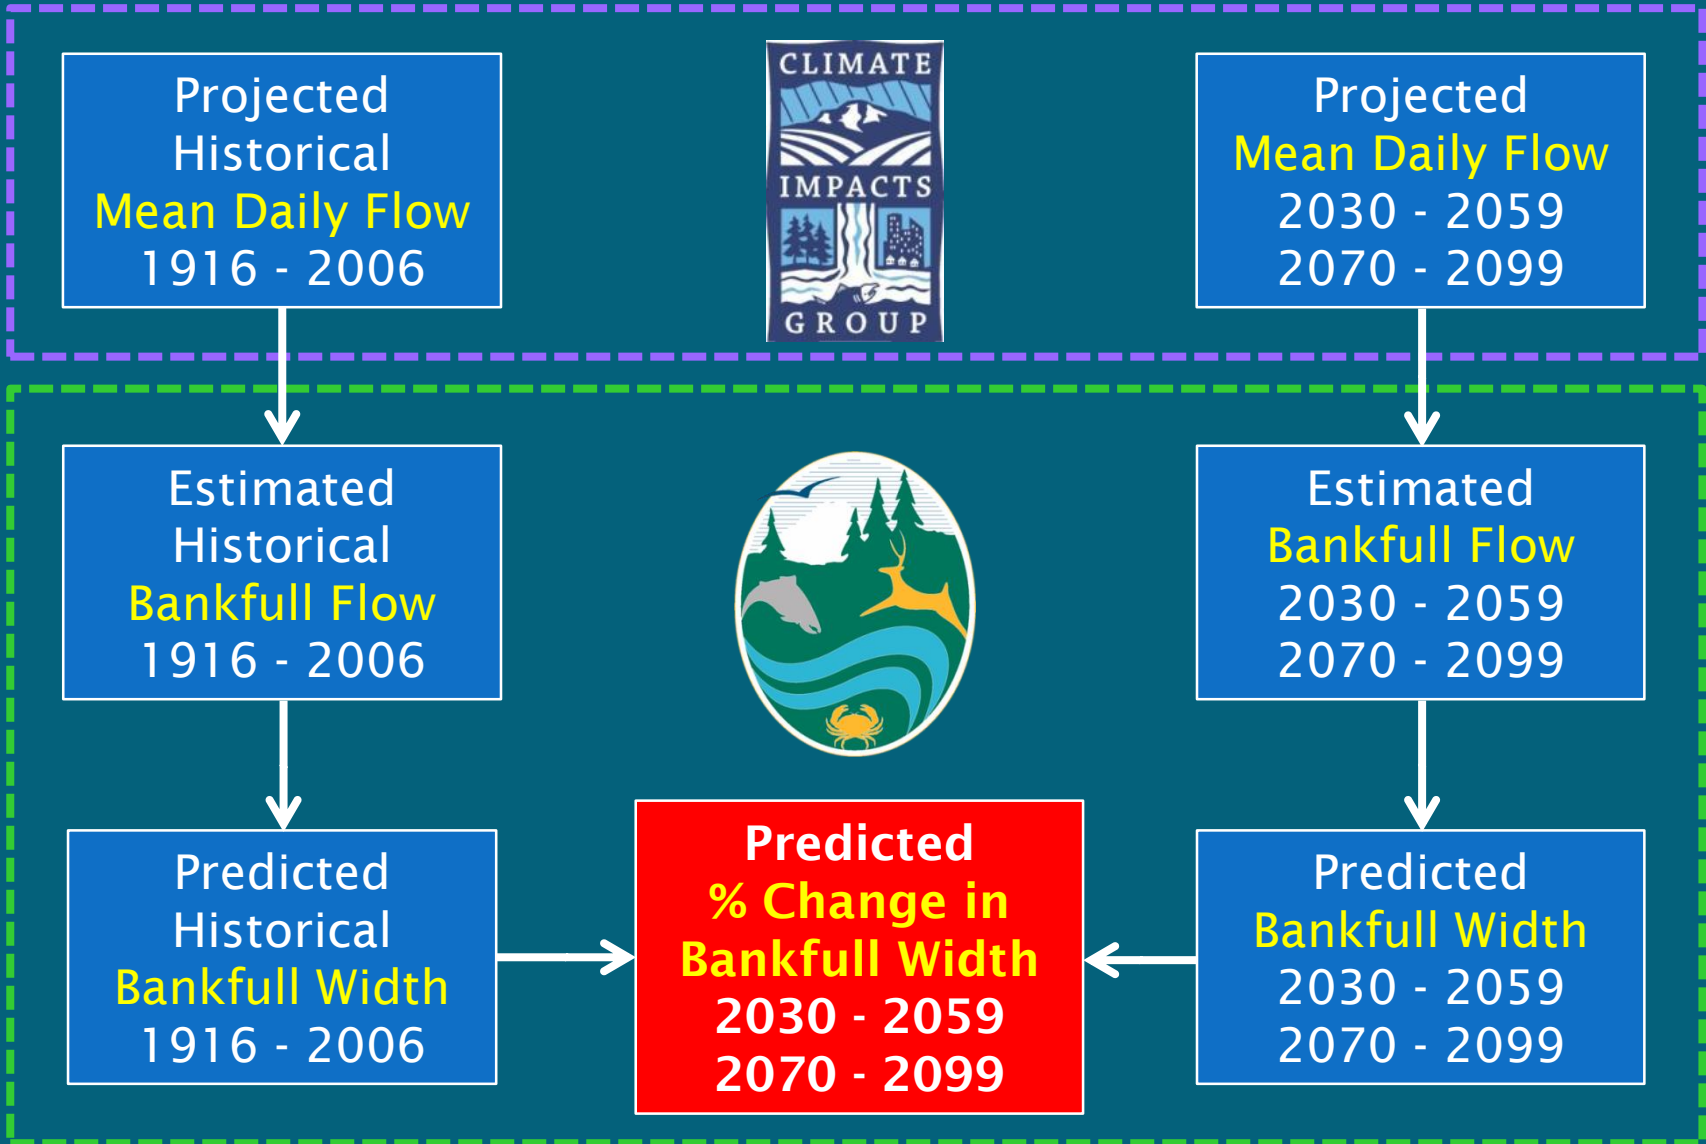 Projected
Historical
Mean Daily Flow
1916 - 2006
CLIMATE
IMPACTS
GROUP
Projected
Mean Daily Flow
2030 - 2059
2070 - 2099
Estimated
Historical
Bankfull Flow
1916 - 2006
Estimated
Bankfull Flow
2030 - 2059
2070 - 2099
Predicted
Historical
Bankfull Width
1916 - 2006
Predicted
% Change in
Bankfull Width
2030 - 2059
2070 - 2099
Predicted
Bankfull Width
2030 - 2059
2070 - 2099